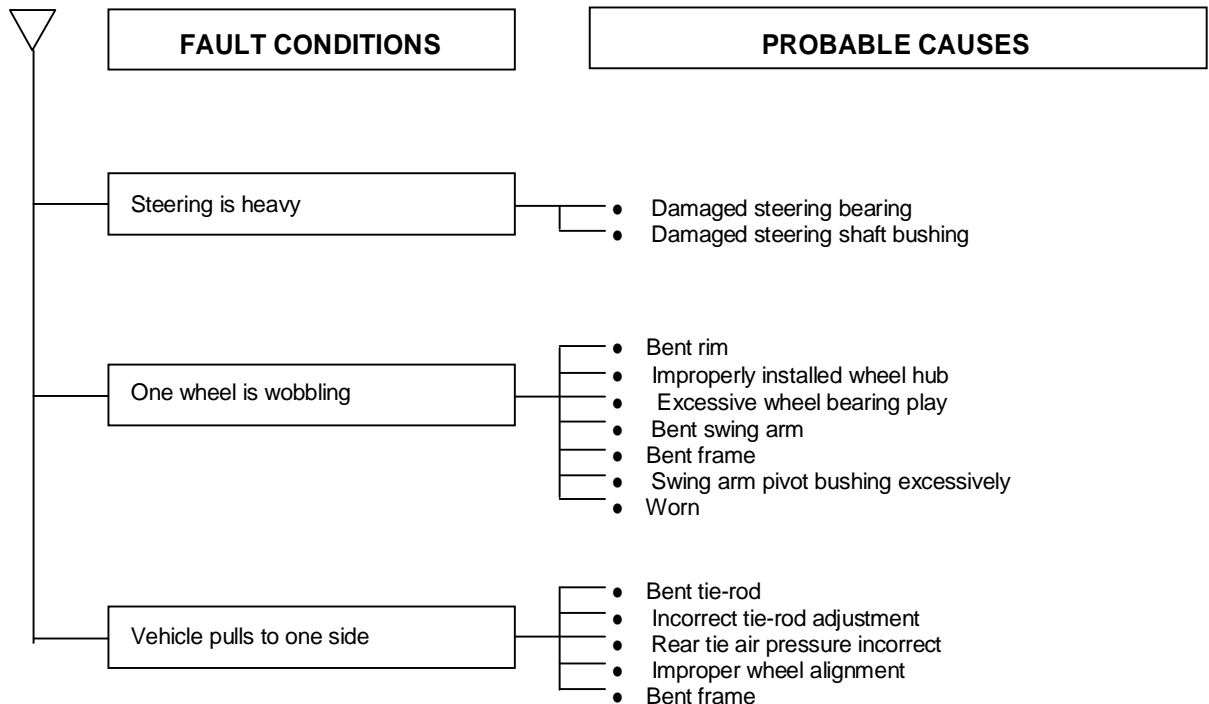 FAULT CONDITIONS
PROBABLE CAUSES
Steering is heavy
● Damaged steering bearing
● Damaged steering shaft bushing
One wheel is wobbling
● Bent rim
● Improperly installed wheel hub
● Excessive wheel bearing play
● Bent swing arm
● Bent frame
● Swing arm pivot bushing excessively
● Worn
Vehicle pulls to one side
● Bent tie-rod
● Incorrect tie-rod adjustment
● Rear tie air pressure incorrect
● Improper wheel alignment
● Bent frame